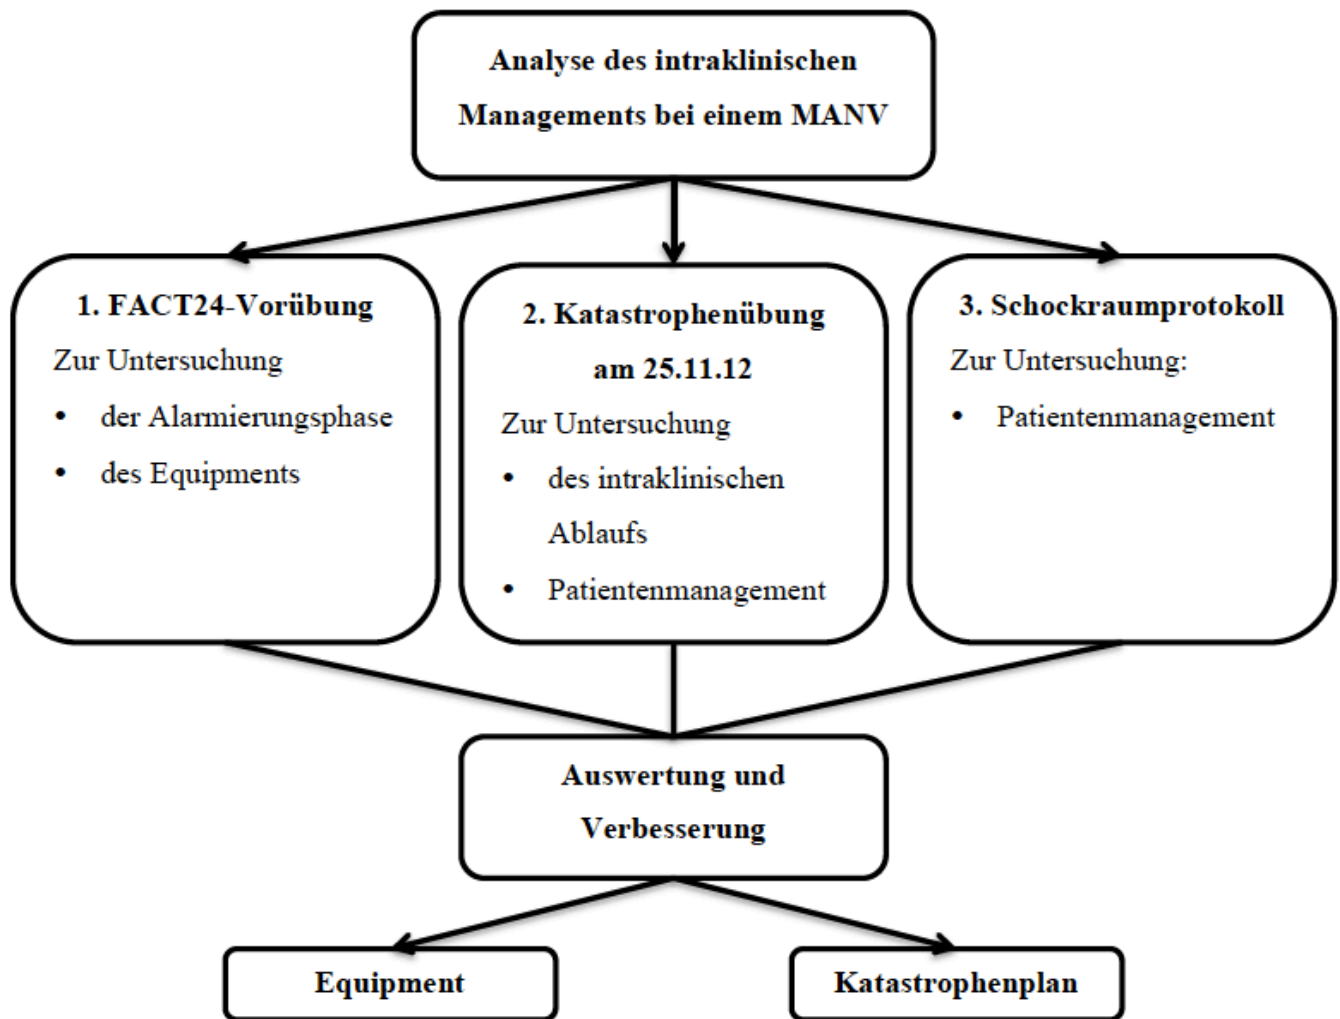 Analyse des intraklinischen
Managements bei einem MANV
1. FACT24-Vorübung
Zur Untersuchung
• der Alarmierungsphase
• des Equipments
2. Katastrophenübung
am 25.11.12
Zur Untersuchung
• des intraklinischen
Ablaufs
• Patientenmanagement
3. Schockraumprotokoll
Zur Untersuchung:
• Patientenmanagement
Auswertung und
Verbesserung
Equipment
Katastrophenplan